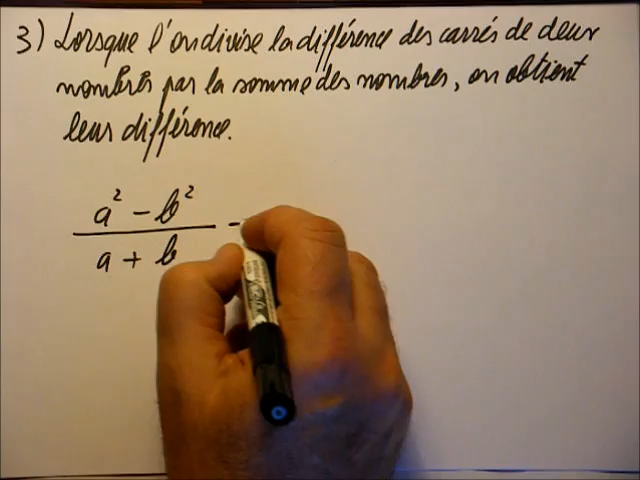 3) Lorsque l'on divise la différence des carrés de deux
nombres par la somme des nombres, on obtient
leur différence.
a² - b²
a + b